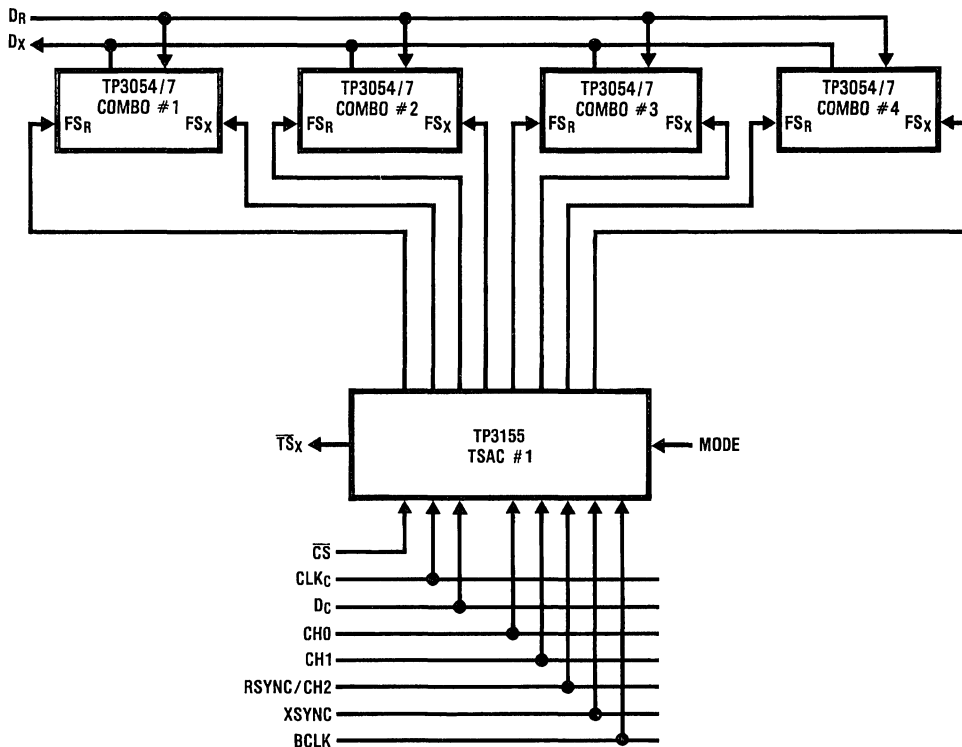 DR
DX
TP3054/7
COMBO #1
FSR FSX
TP3054/7
COMBO #2
FSR FSX
TP3054/7
COMBO #3
FSR FSX
TP3054/7
COMBO #4
FSR FSX
TSX
TP3155
TSAC #1
MODE
CS
CLKC
DC
CH0
CH1
RSYNC/CH2
XSYNC
BCLK